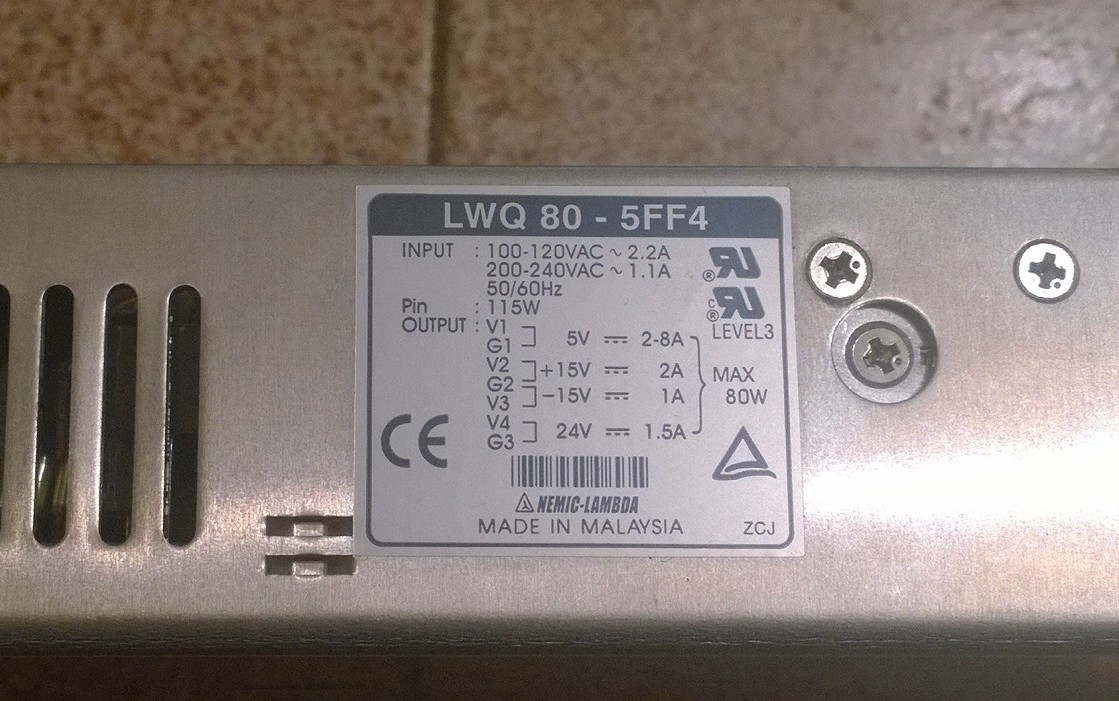 LWQ 80 - 5FF4
INPUT : 100-120VAC ~ 2.2A
200-240VAC ~ 1.1A
50/60Hz
Pin : 115W
OUTPUT : V1
G1
5V ⎓ 2-8A
V2
G2
+15V ⎓ 2A
V3
−15V ⎓ 1A
V4
G3
24V ⎓ 1.5A
MAX
80W
®UR
c®UR
LEVEL3
CE
NEMIC-LAMBDA
MADE IN MALAYSIA
ZCJ